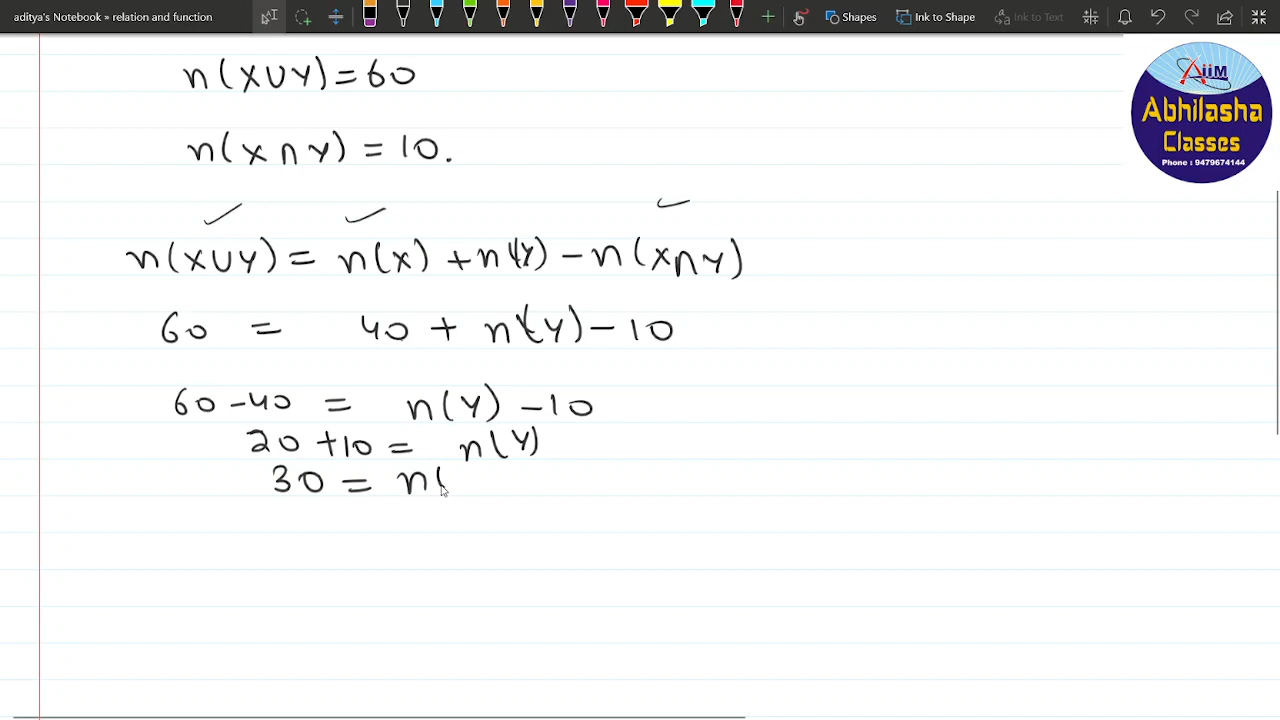 aditya's Notebook » relation and function
Shapes
Ink to Shape
Ink to Text
AiiM
Abhilasha
Classes
Phone : 9479674144
n(X∪Y)=60
n(X∩Y) = 10.
n(X∪Y) = n(X) + n(Y) - n(X∩Y)
60 = 40 + n(Y) - 10
60 - 40 = n(Y) - 10
20 + 10 = n(Y)
30 = n(